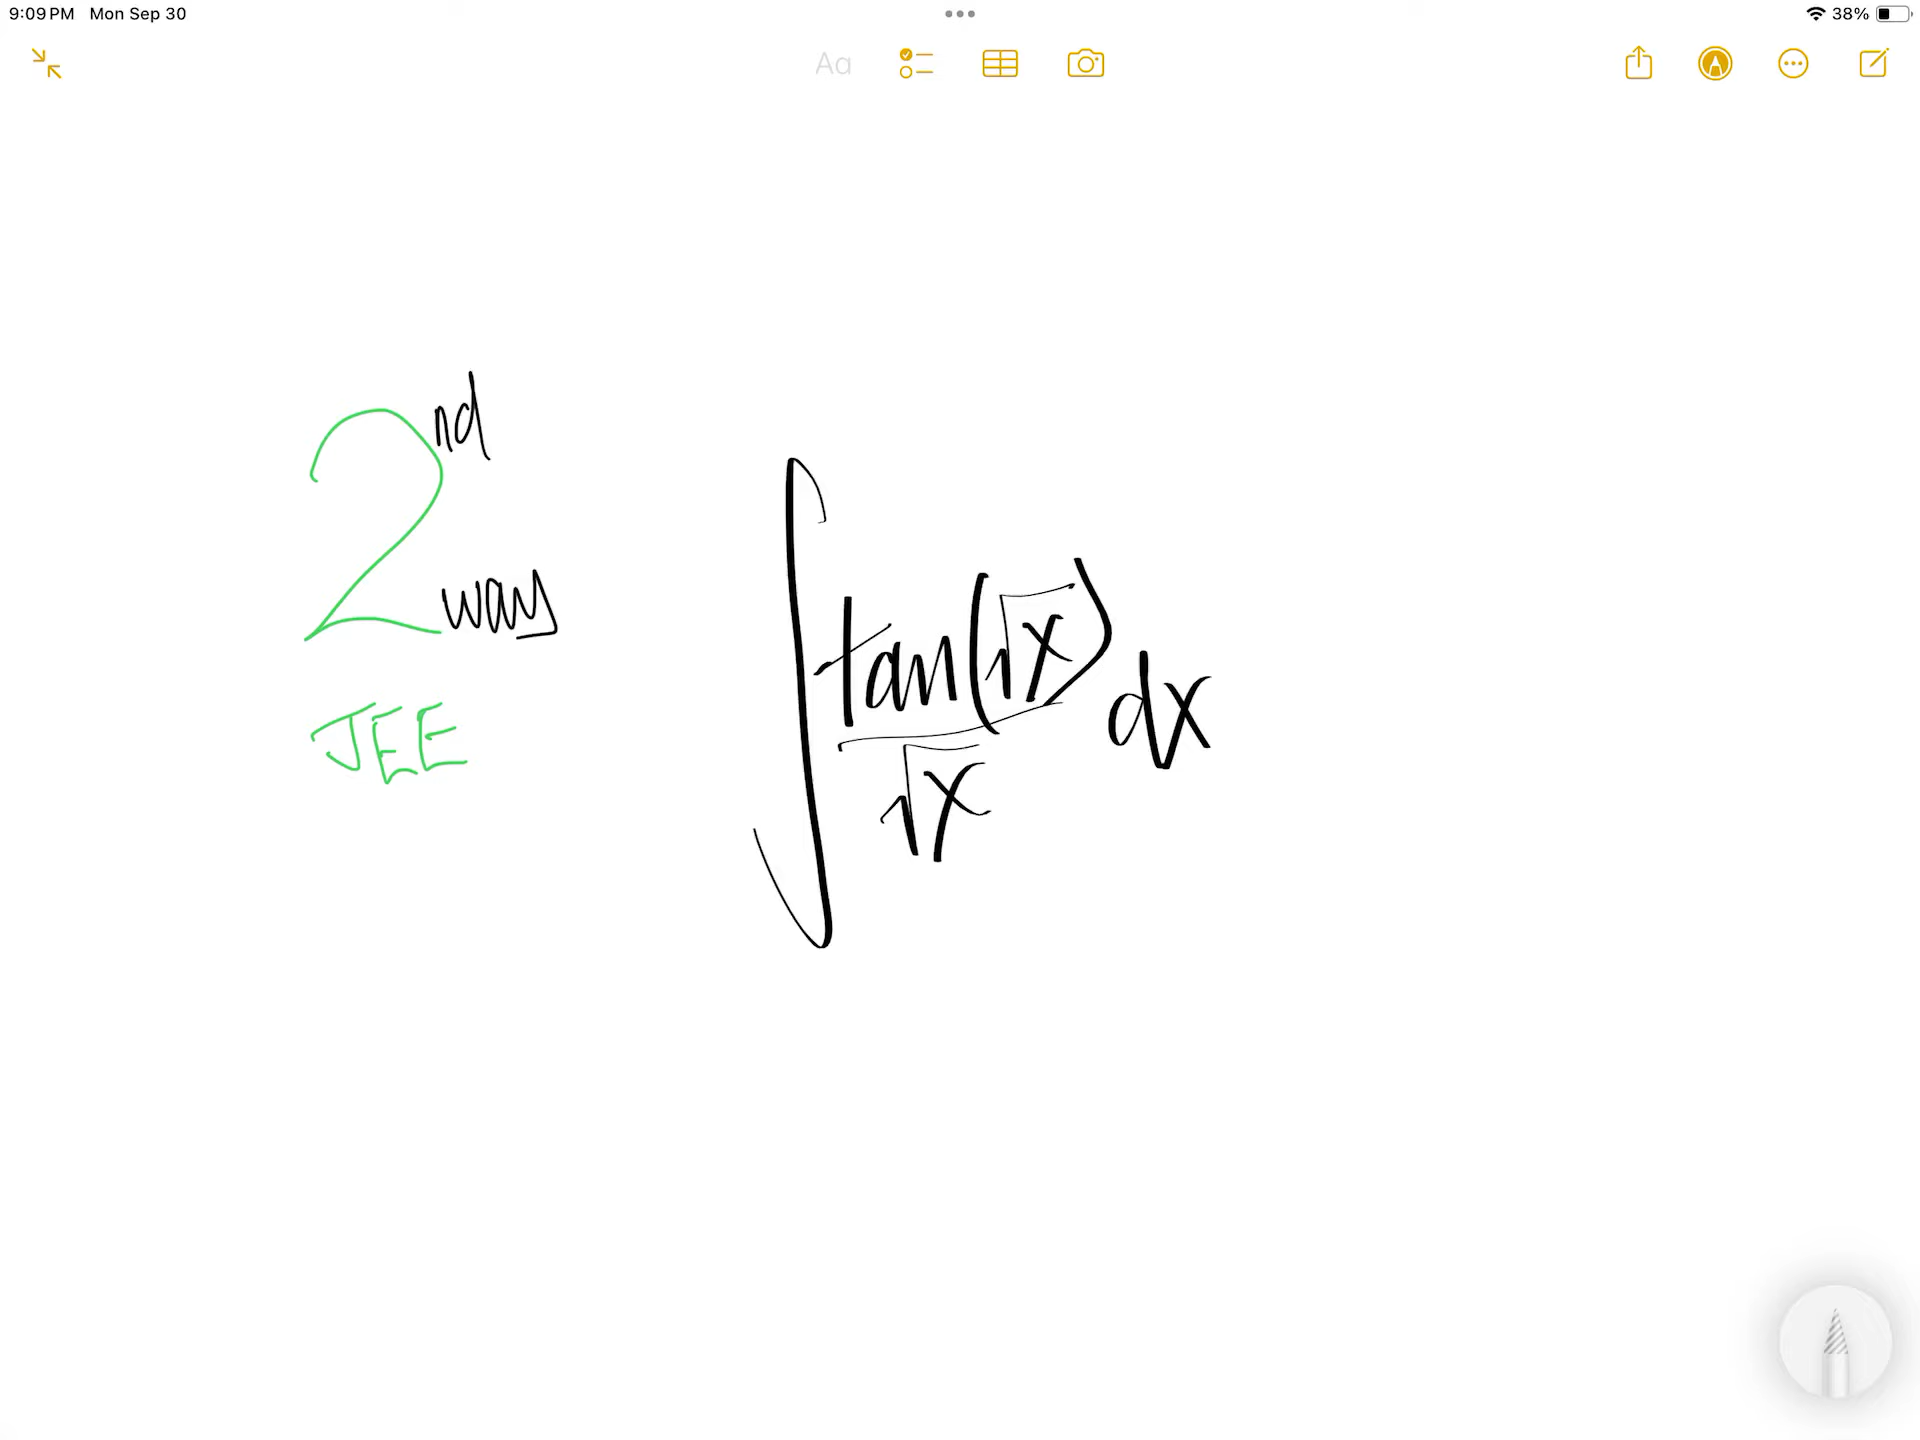 9:09 PM Mon Sep 30
38%
Aa
2nd
way
JEE
∫ tan(√x)/√x dx